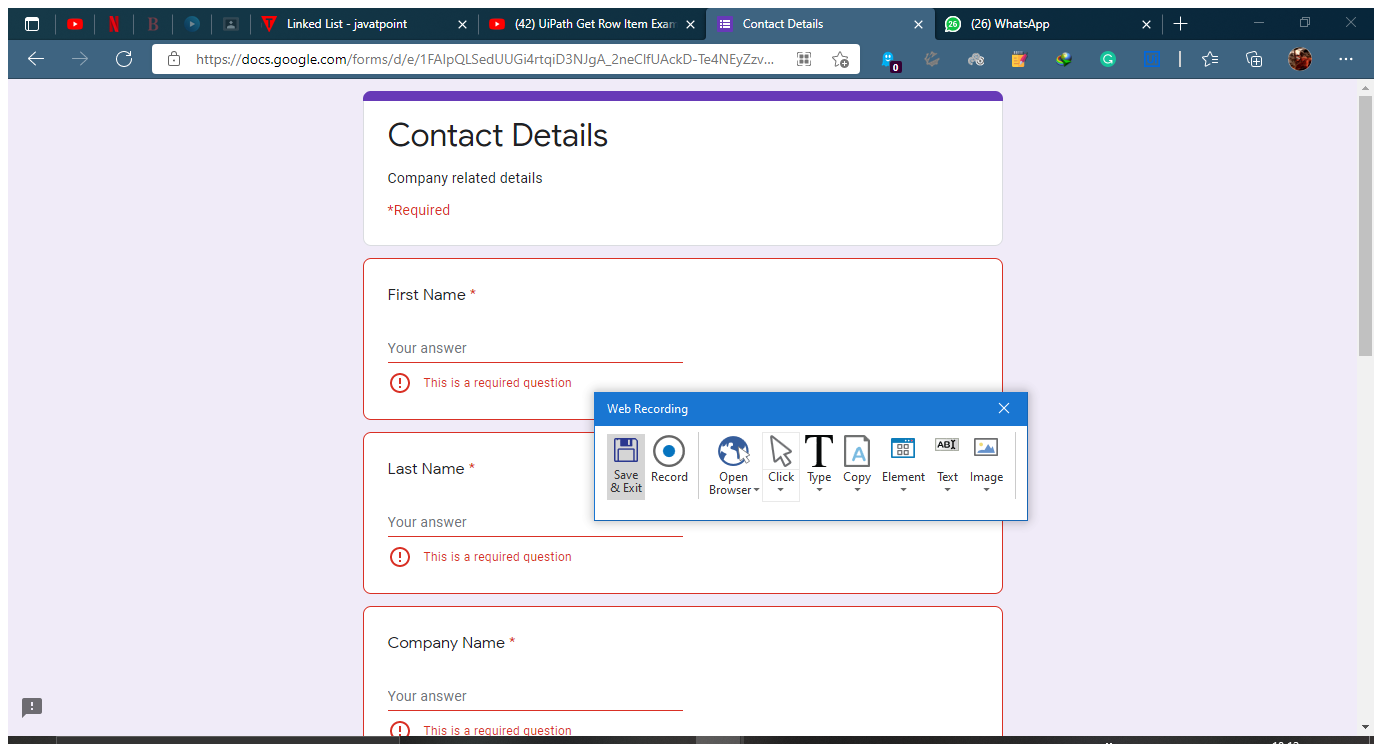 Linked List - javatpoint
(42) UiPath Get Row Item Exam
Contact Details
26
(26) WhatsApp
https://docs.google.com/forms/d/e/1FAIpQLSedUUGi4rtqiD3NJgA_2neClfUAckD-Te4NEyZzv...
0
Contact Details
Company related details
*Required
First Name *
Your answer
This is a required question
Web Recording
Save & Exit
Record
Open Browser
Click
Type
Copy
Element
Text
Image
Last Name *
Your answer
This is a required question
Company Name *
Your answer
This is a required question